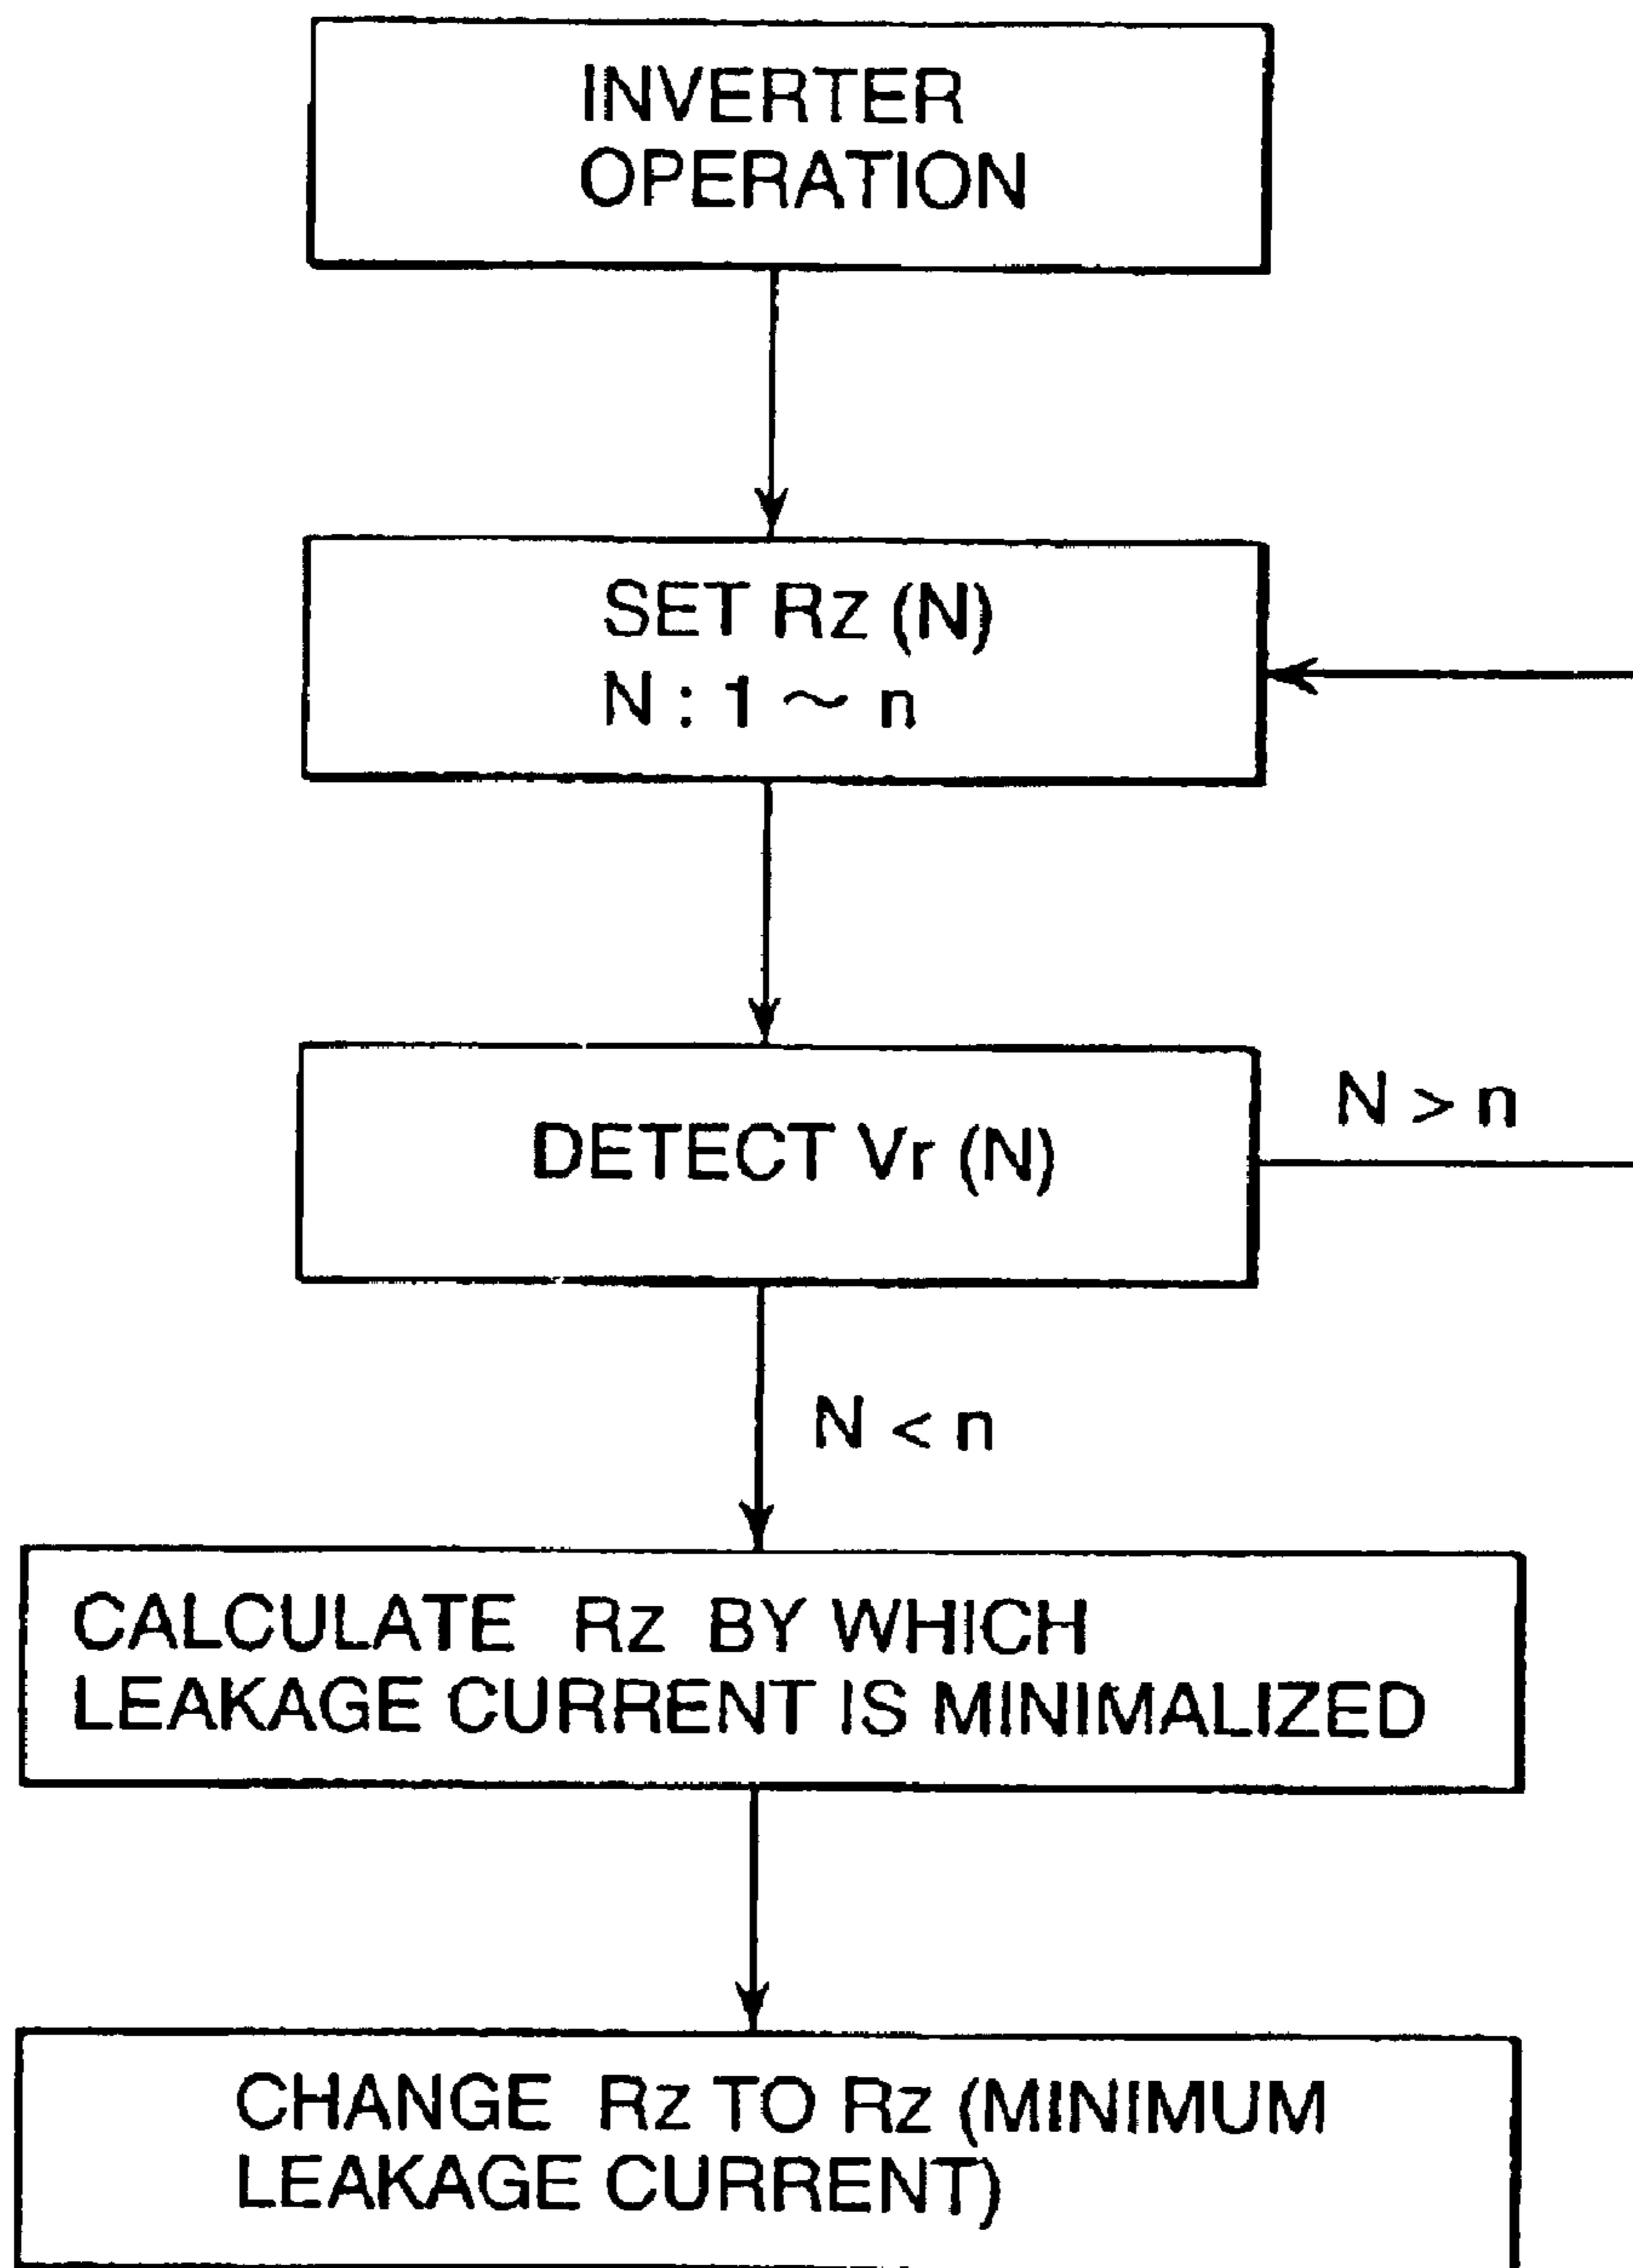 INVERTER
OPERATION
SET Rz (N)
N : 1 ~ n
DETECT Vr (N)
N > n
N < n
CALCULATE Rz BY WHICH
LEAKAGE CURRENT IS MINIMALIZED
CHANGE Rz TO Rz (MINIMUM
LEAKAGE CURRENT)